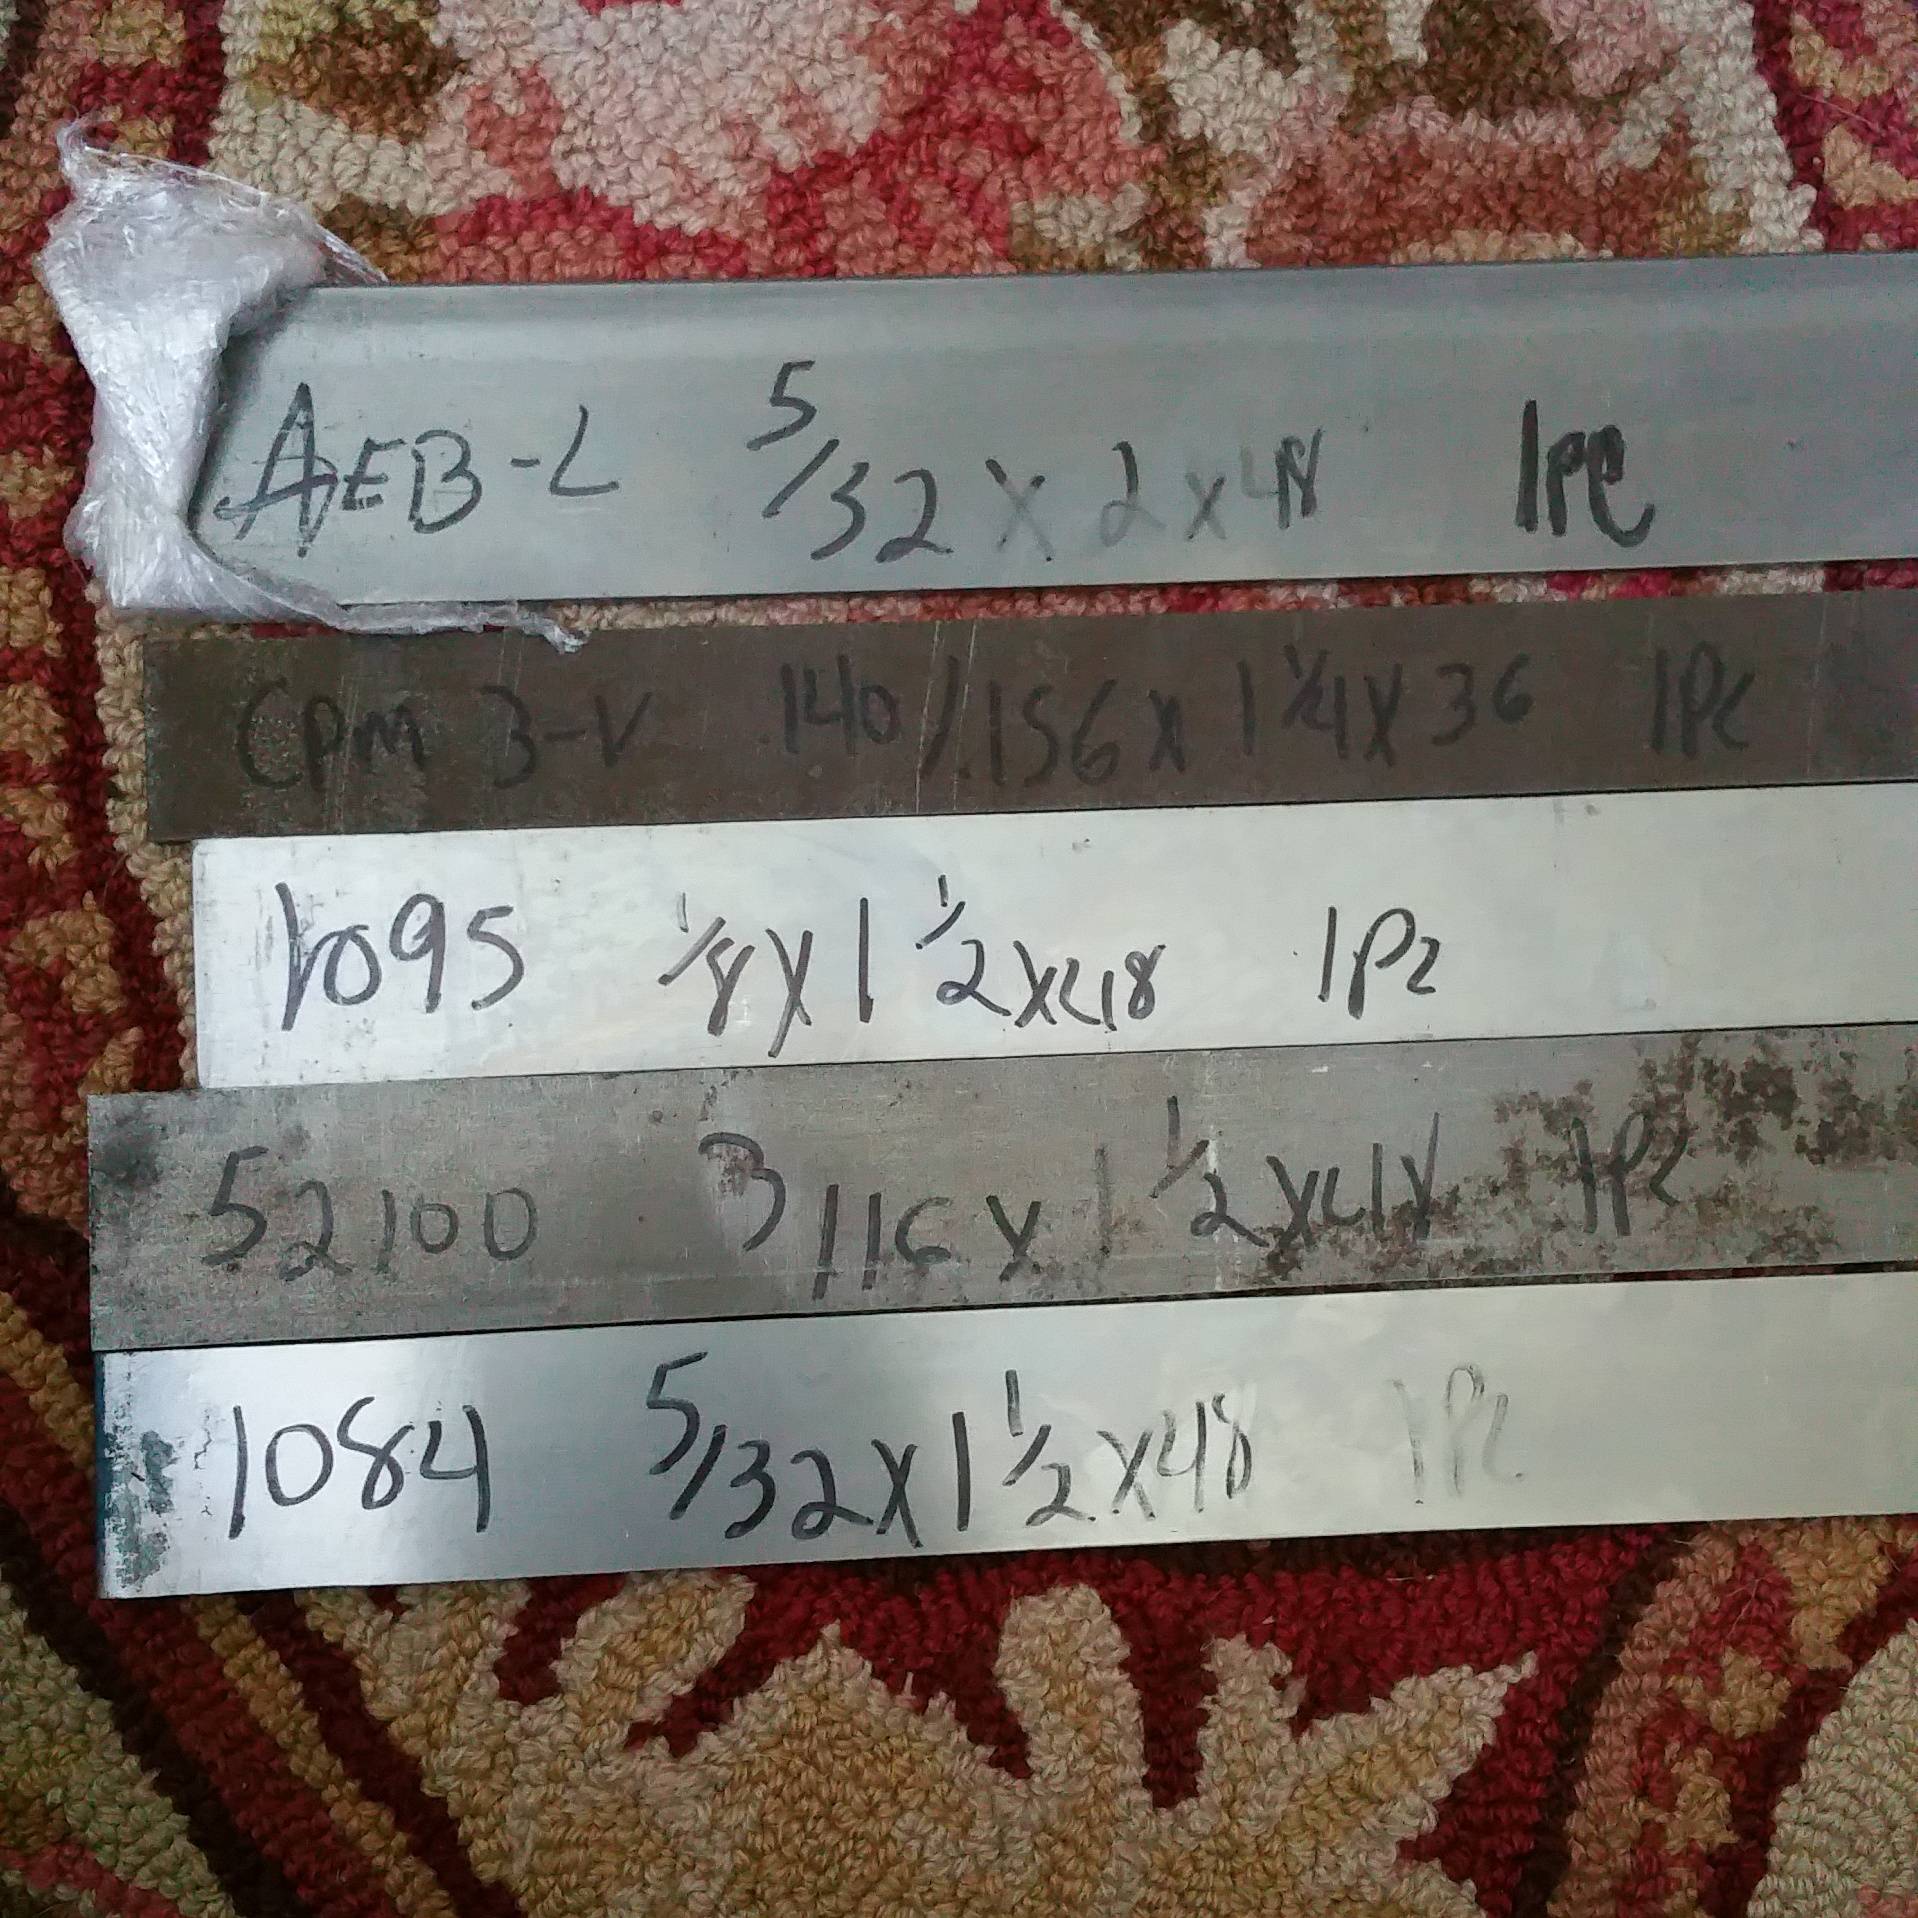 AEB-L 5/32 x 2 x 48 1PC
CPM 3-V .140/.156 x 1 1/4 x 36 1PC
1095 1/8 x 1 1/2 x 48 1PC
52100 3/16 x 1 1/2 x 48 1PC
1084 5/32 x 1 1/2 x 48 1PC